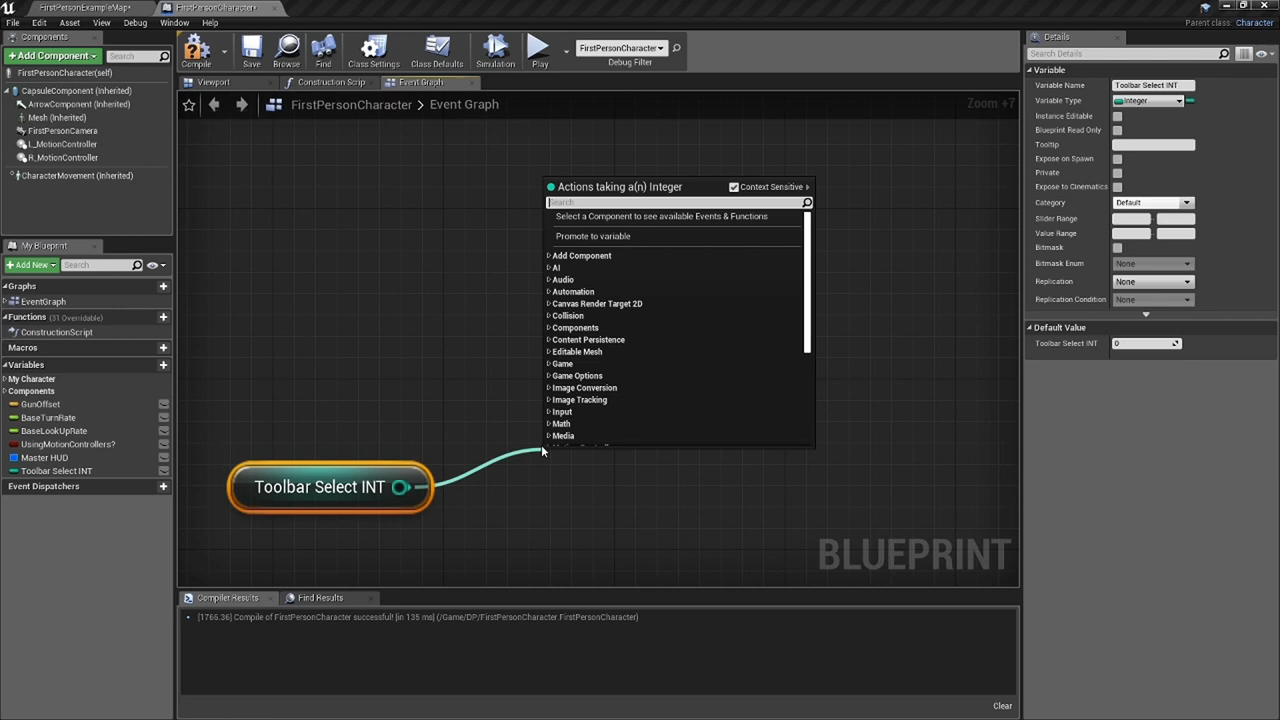 FirstPersonExampleMap*
FirstPersonCharacter*
File Edit Asset View Debug Window Help
Parent class: Character
Components
+ Add Component
Search
FirstPersonCharacter(self)
CapsuleComponent (Inherited)
ArrowComponent (Inherited)
Mesh (Inherited)
FirstPersonCamera
L_MotionController
R_MotionController
CharacterMovement (Inherited)
My Blueprint
+ Add New
Search
Graphs
EventGraph
Functions (31 Overridable)
ConstructionScript
Macros
Variables
My Character
Components
GunOffset
BaseTurnRate
BaseLookUpRate
UsingMotionControllers?
Master HUD
Toolbar Select INT
Event Dispatchers
Compile
Save
Browse
Find
Class Settings
Class Defaults
Simulation
Play
FirstPersonCharacter
Debug Filter
Viewport
Construction Scrip
Event Graph
FirstPersonCharacter > Event Graph
Zoom +7
Toolbar Select INT
Actions taking a(n) Integer
Context Sensitive
Search
Select a Component to see available Events & Functions
Promote to variable
Add Component
AI
Audio
Automation
Canvas Render Target 2D
Collision
Components
Content Persistence
Editable Mesh
Game
Game Options
Image Conversion
Image Tracking
Input
Math
Media
BLUEPRINT
Compiler Results
Find Results
[1766.36] Compile of FirstPersonCharacter successful! [in 135 ms] (/Game/DP/FirstPersonCharacter.FirstPersonCharacter)
Clear
Details
Search Details
Variable
Variable Name Toolbar Select INT
Variable Type Integer
Instance Editable
Blueprint Read Only
Tooltip
Expose on Spawn
Private
Expose to Cinematics
Category Default
Slider Range
Value Range
Bitmask
Bitmask Enum None
Replication None
Replication Condition None
Default Value
Toolbar Select INT 0